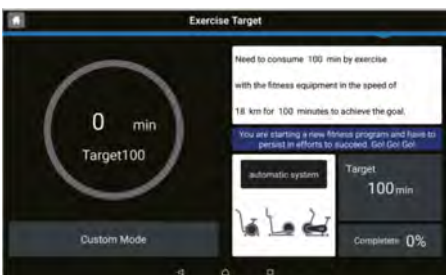 Exercise Target
0 min
Target100
Custom Mode
Need to consume 100 min by exercise
with the fitness equipment in the speed of
18 km for 100 minutes to achieve the goal.
You are starting a new fitness program and have to
persist in efforts to succeed. Go! Go! Go!
automatic system
Target
100 min
Complete: 0%